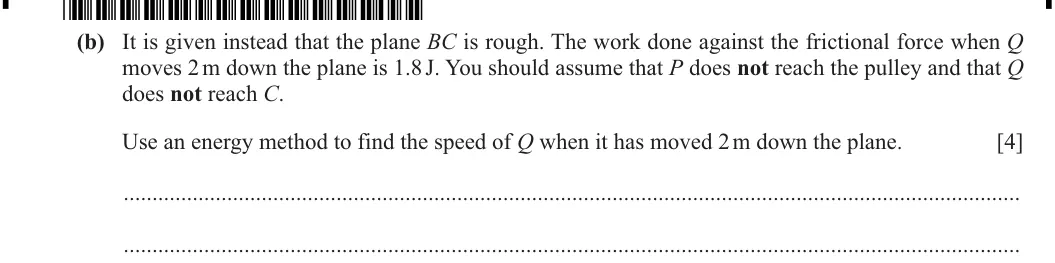 (b) It is given instead that the plane BC is rough. The work done against the frictional force when Q
moves 2 m down the plane is 1.8 J. You should assume that P does not reach the pulley and that Q
does not reach C.
Use an energy method to find the speed of Q when it has moved 2 m down the plane. [4]